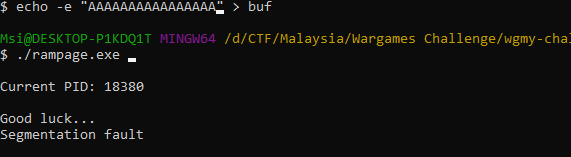 $ echo -e "AAAAAAAAAAAAAAAA" > buf
Msi@DESKTOP-P1KDQ1T MINGW64 /d/CTF/Malaysia/Wargames Challenge/wgmy-chal
$ ./rampage.exe
Current PID: 18380
Good luck...
Segmentation fault